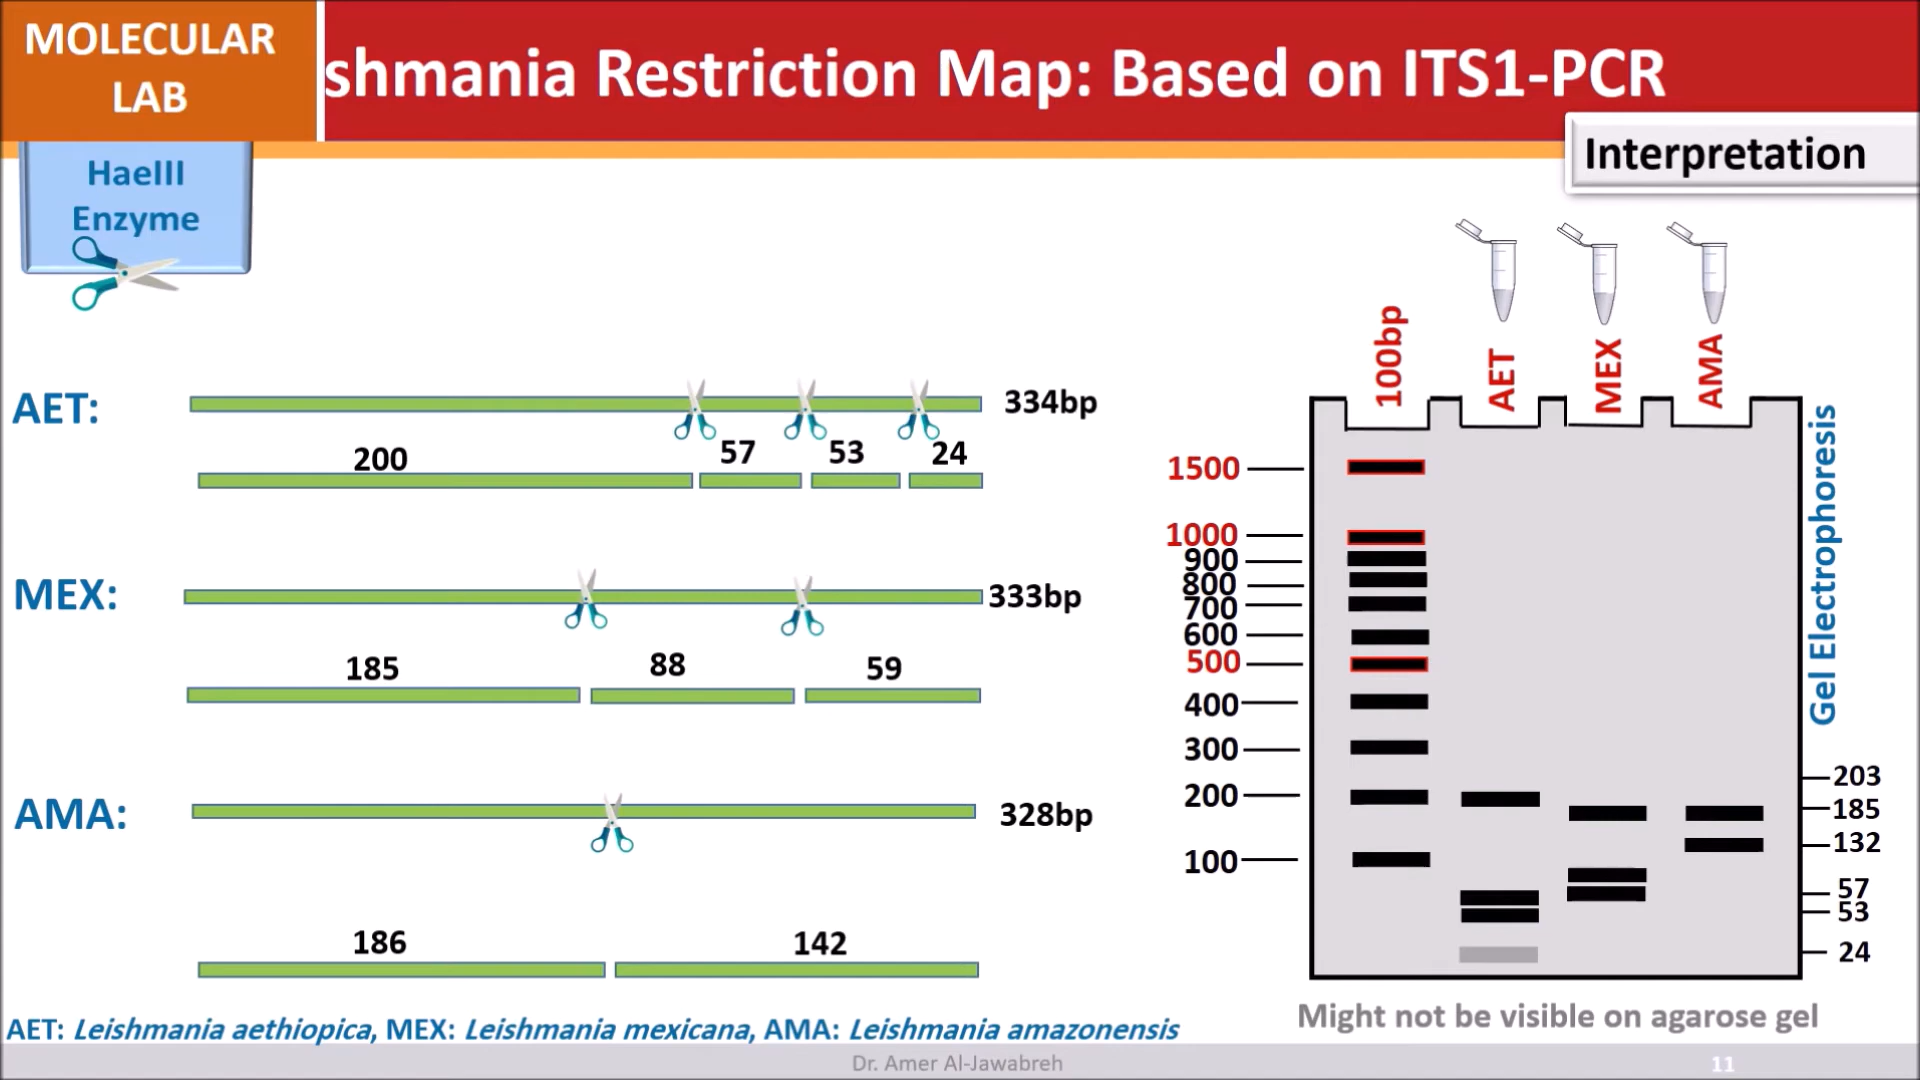 MOLECULAR
LAB
shmania Restriction Map: Based on ITS1-PCR
Interpretation
HaeIII
Enzyme
AET:
334bp
200
57
53
24
MEX:
333bp
185
88
59
AMA:
328bp
186
142
100bp
AET
MEX
AMA
1500
1000
900
800
700
600
500
400
300
200
100
Gel Electrophoresis
203
185
132
57
53
24
Might not be visible on agarose gel
AET: Leishmania aethiopica, MEX: Leishmania mexicana, AMA: Leishmania amazonensis
Dr. Amer Al-Jawabreh
11